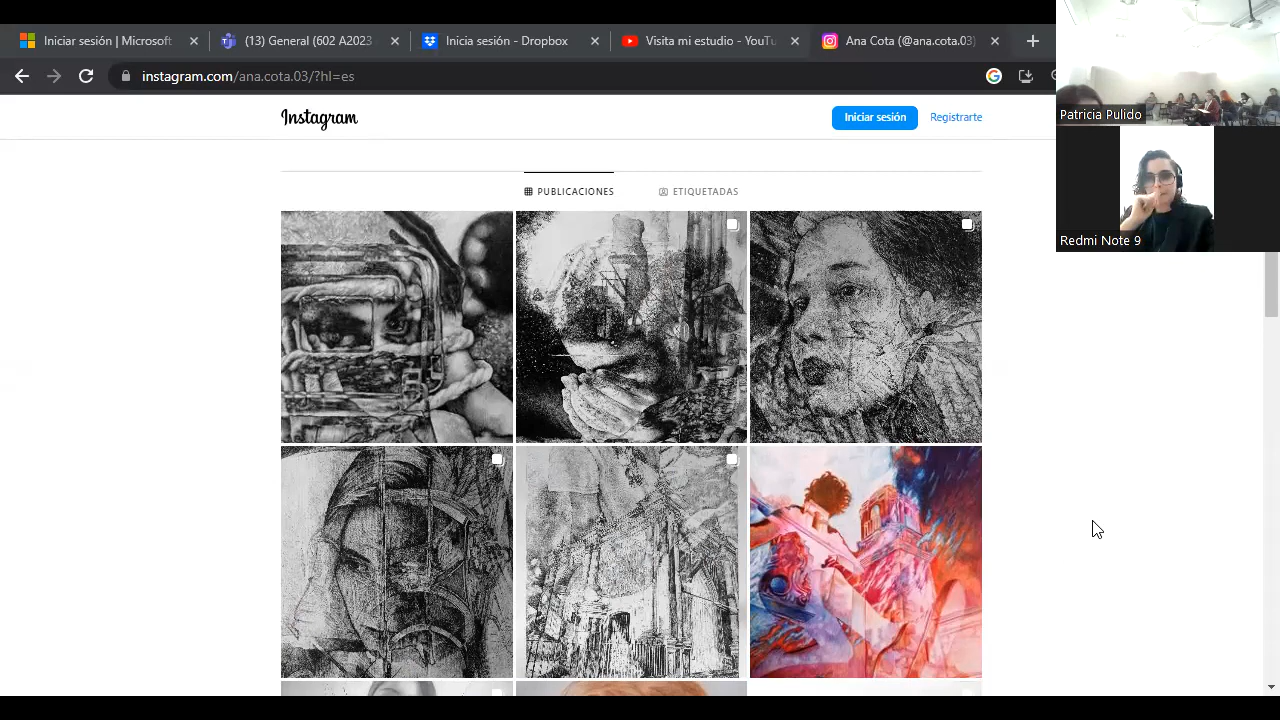 Iniciar sesión | Microsoft
(13) General (602 A2023
Inicia sesión - Dropbox
Visita mi estudio - YouTu
Ana Cota (@ana.cota.03)
instagram.com/ana.cota.03/?hl=es
Instagram
Iniciar sesión
Registrarte
Patricia Pulido
PUBLICACIONES
ETIQUETADAS
Redmi Note 9